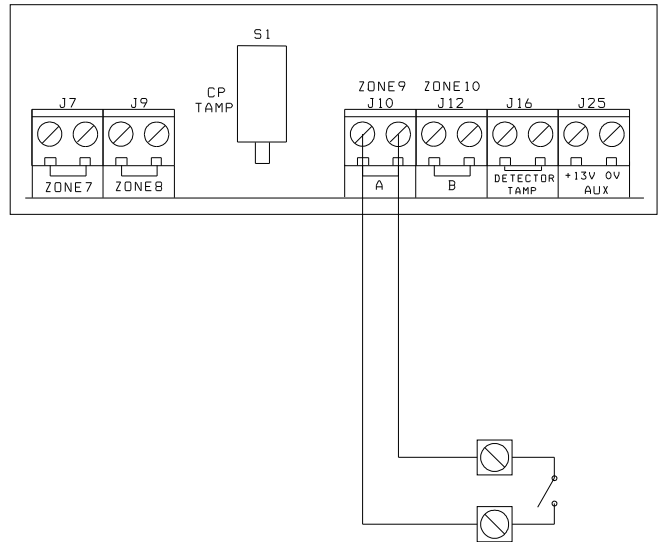 S1
CP
TAMP
ZONE9 ZONE10
J7 J9 J10 J12 J16 J25
ZONE7 ZONE8 A B DETECTOR
TAMP +13V 0V
AUX